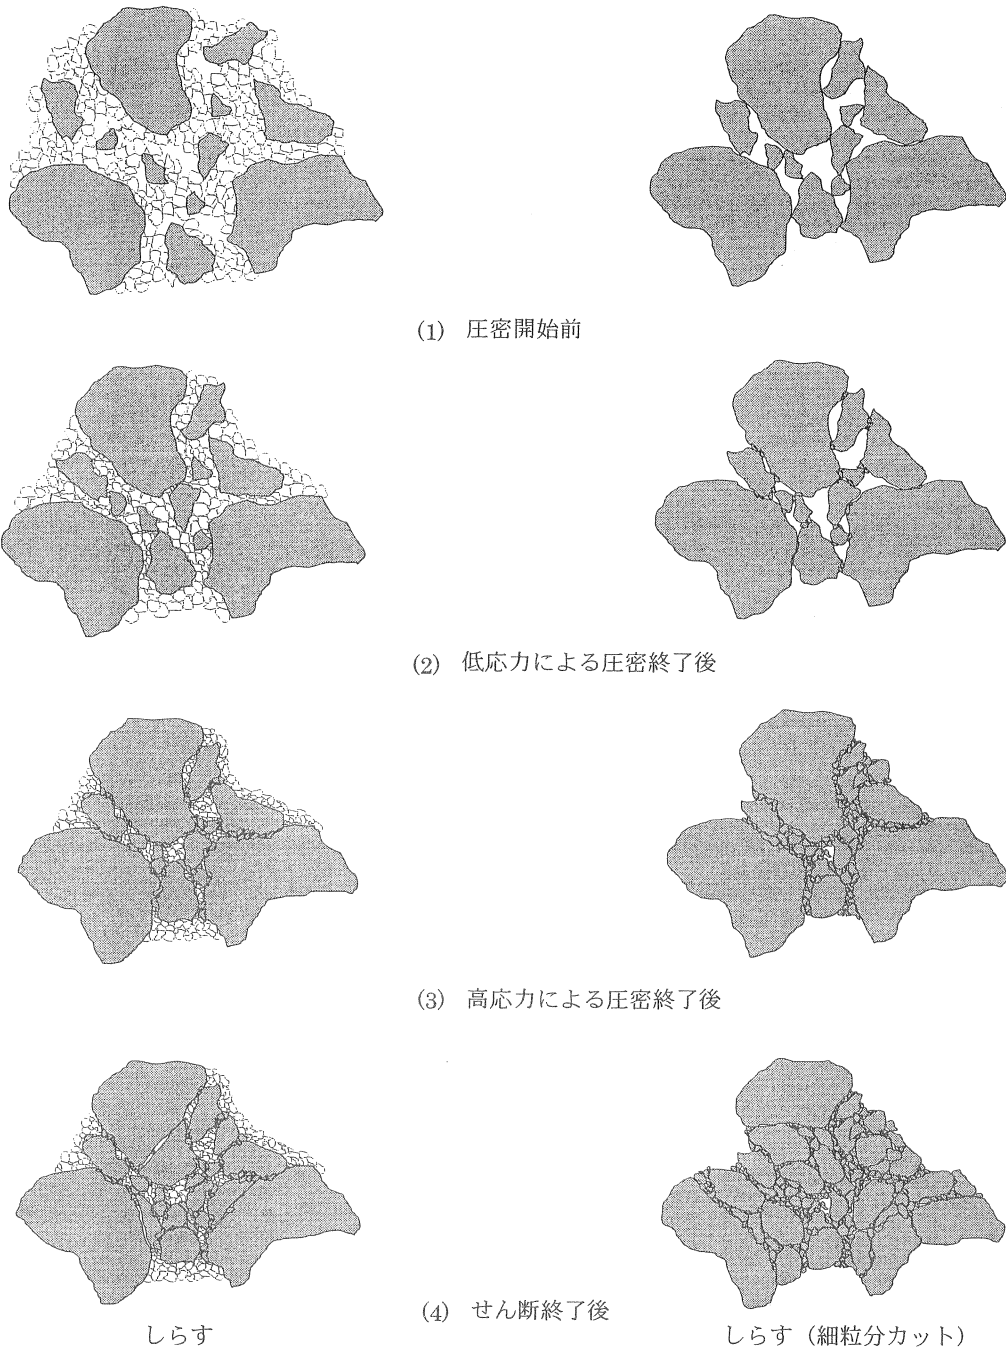 (1) 圧密開始前
(2) 低応力による圧密終了後
(3) 高応力による圧密終了後
(4) せん断終了後
しらす
しらす（細粒分カット）